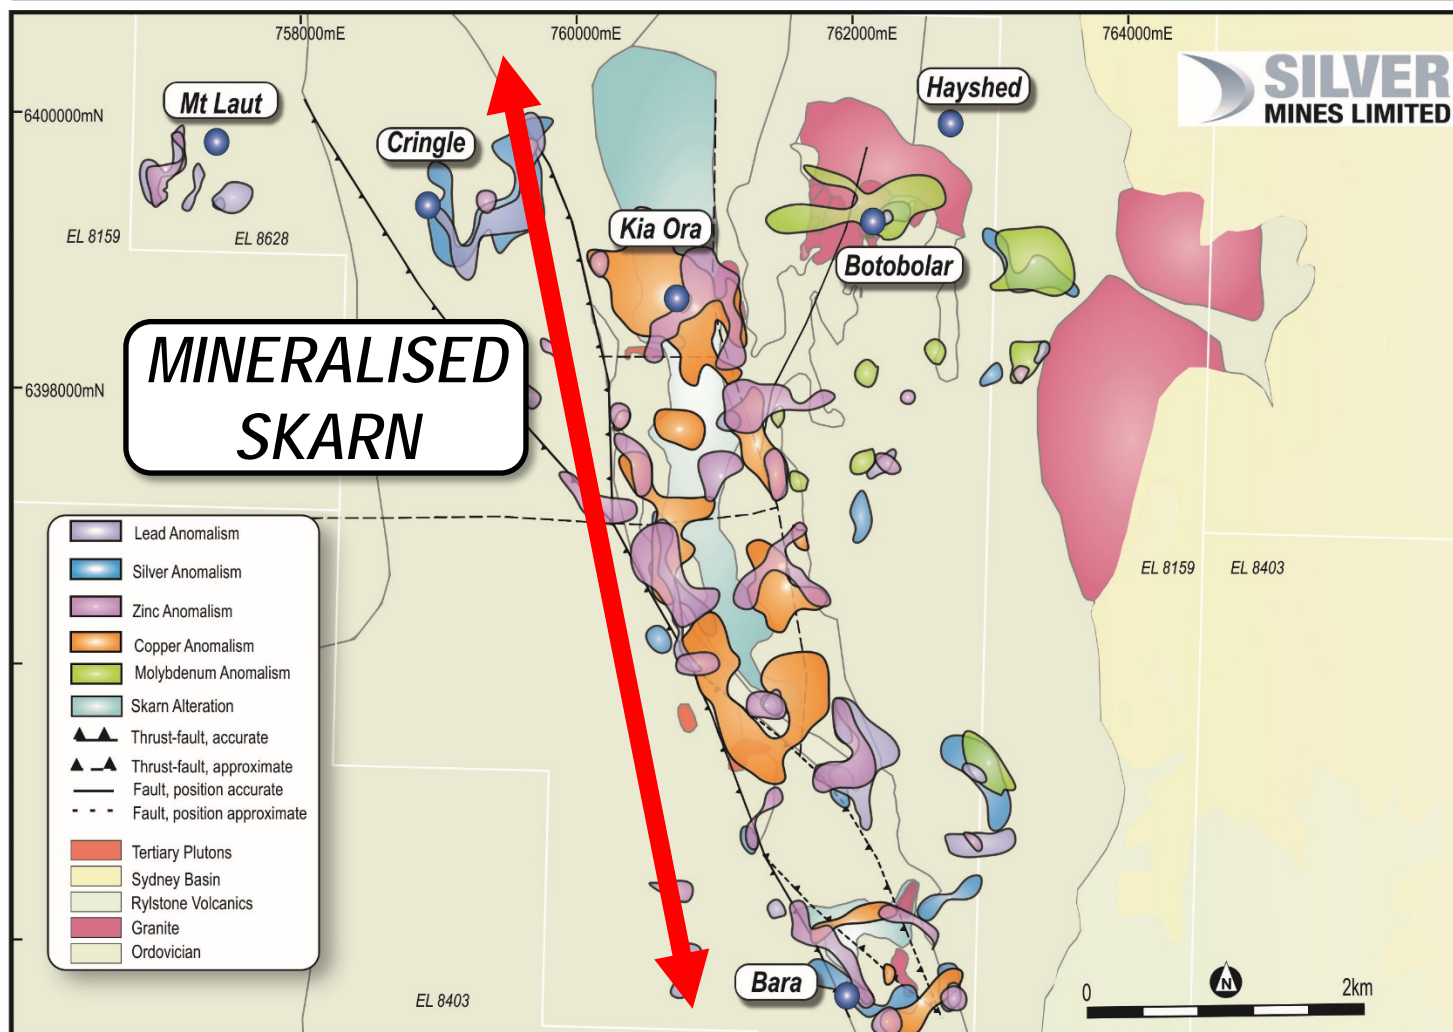 758000mE
760000mE
762000mE
764000mE
SILVER
MINES LIMITED
6400000mN
Mt Laut
Cringle
Hayshed
Kia Ora
Botobolar
EL 8159
EL 8628
MINERALISED
SKARN
6398000mN
Lead Anomalism
Silver Anomalism
Zinc Anomalism
Copper Anomalism
Molybdenum Anomalism
Skarn Alteration
Thrust-fault, accurate
Thrust-fault, approximate
Fault, position accurate
Fault, position approximate
Tertiary Plutons
Sydney Basin
Rylstone Volcanics
Granite
Ordovician
EL 8159
EL 8403
EL 8403
Bara
N
0
2km